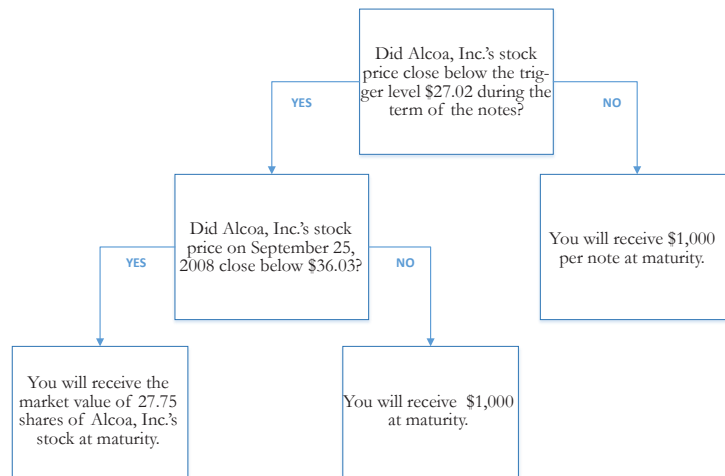 Did Alcoa, Inc.'s stock
price close below the trig-
ger level $27.02 during the
term of the notes?
YES
NO
Did Alcoa, Inc.'s stock
price on September 25,
2008 close below $36.03?
You will receive $1,000
per note at maturity.
YES
NO
You will receive the
market value of 27.75
shares of Alcoa, Inc.'s
stock at maturity.
You will receive $1,000
at maturity.